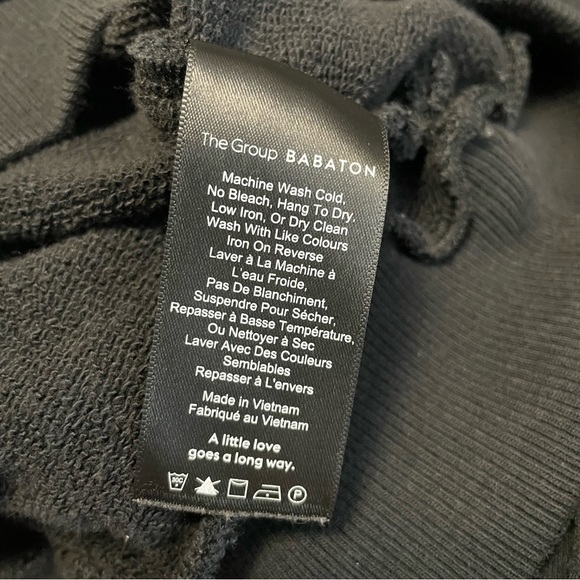 The Group BABATON
Machine Wash Cold,
No Bleach, Hang To Dry,
Low Iron, Or Dry Clean
Wash With Like Colours
Iron On Reverse
Laver à La Machine à
L'eau Froide,
Pas De Blanchiment,
Suspendre Pour Sécher,
Repasser à Basse Température,
Ou Nettoyer à Sec
Laver Avec Des Couleurs
Semblables
Repasser à L'envers
Made in Vietnam
Fabriqué au Vietnam
A little love
goes a long way.
30C P